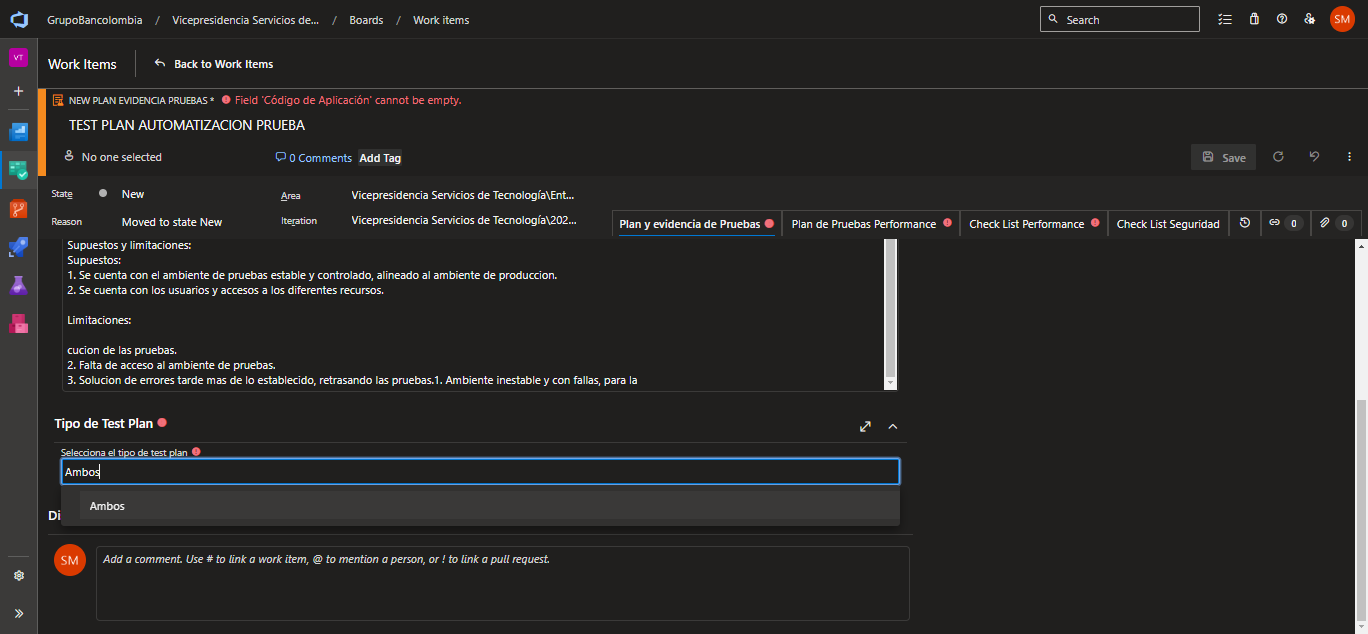 GrupoBancolombia / Vicepresidencia Servicios de... / Boards / Work items
Search
SM
VT
Work Items
Back to Work Items
NEW PLAN EVIDENCIA PRUEBAS * Field 'Código de Aplicación' cannot be empty.
TEST PLAN AUTOMATIZACION PRUEBA
No one selected
0 Comments
Add Tag
Save
State
New
Area
Vicepresidencia Servicios de Tecnología\Ent...
Reason
Moved to state New
Iteration
Vicepresidencia Servicios de Tecnología\202...
Plan y evidencia de Pruebas
Plan de Pruebas Performance
Check List Performance
Check List Seguridad
0
0
Supuestos y limitaciones:
Supuestos:
1. Se cuenta con el ambiente de pruebas estable y controlado, alineado al ambiente de produccion.
2. Se cuenta con los usuarios y accesos a los diferentes recursos.
Limitaciones:
cucion de las pruebas.
2. Falta de acceso al ambiente de pruebas.
3. Solucion de errores tarde mas de lo establecido, retrasando las pruebas.1. Ambiente inestable y con fallas, para la
Tipo de Test Plan
Selecciona el tipo de test plan
Ambos
Ambos
Di
SM
Add a comment. Use # to link a work item, @ to mention a person, or ! to link a pull request.